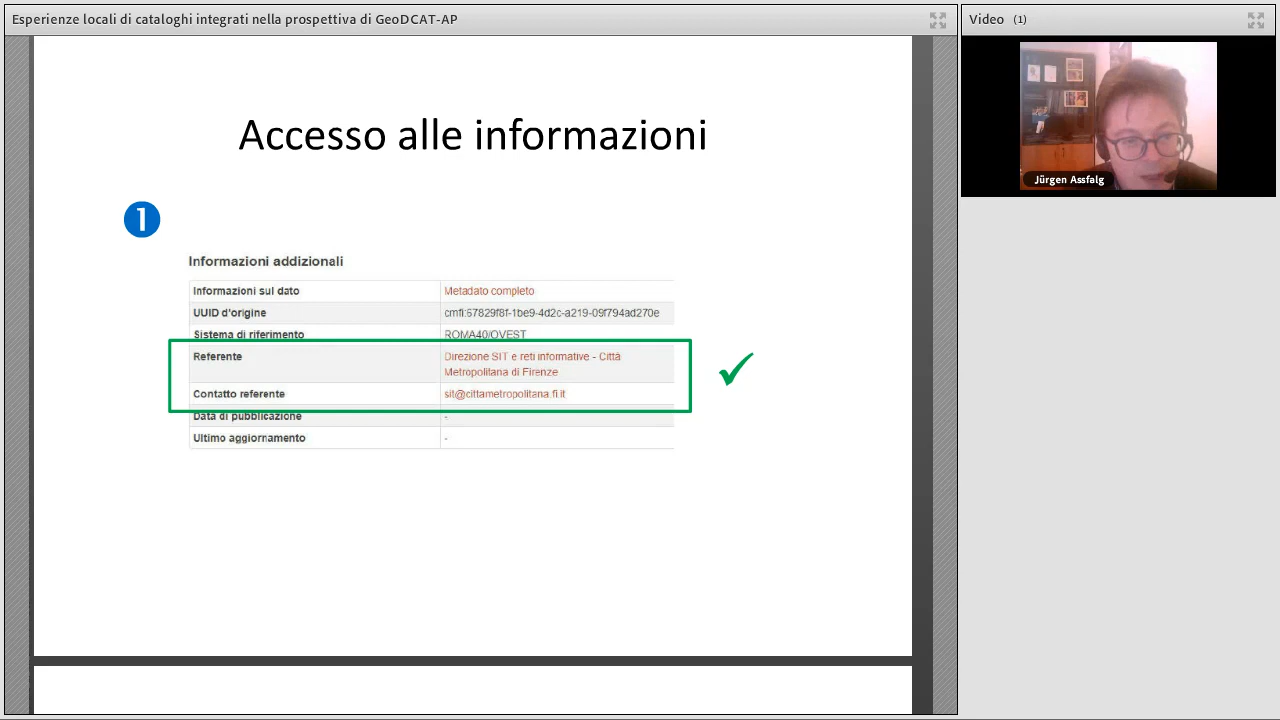 Esperienze locali di cataloghi integrati nella prospettiva di GeoDCAT-AP
Video (1)
Jürgen Assfalg
Accesso alle informazioni
1
Informazioni addizionali
Informazioni sul dato Metadato completo
UUID d'origine cmfi:67829f8f-1be9-4d2c-a219-09f794ad270e
Sistema di riferimento ROMA40/OVEST
Referente Direzione SIT e reti informative - Città
Metropolitana di Firenze
Contatto referente sit@cittametropolitana.fi.it
Data di pubblicazione -
Ultimo aggiornamento -